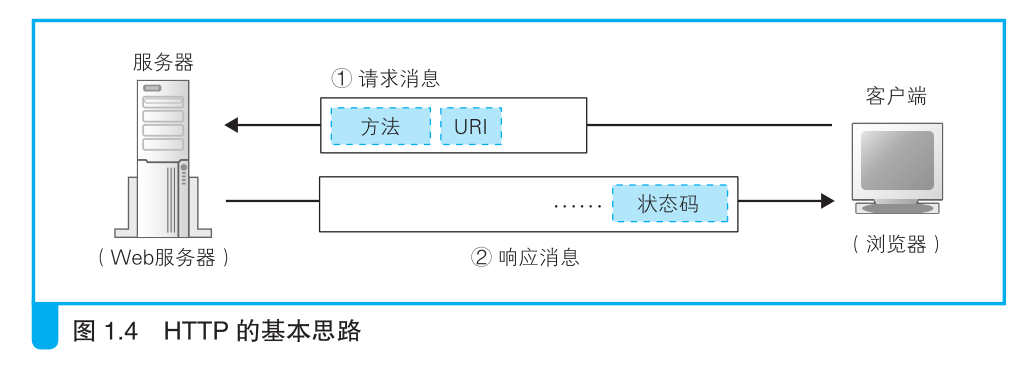 服务器
① 请求消息
客户端
方法 URI
…… 状态码
(Web服务器)
② 响应消息
(浏览器)
图 1.4 HTTP 的基本思路